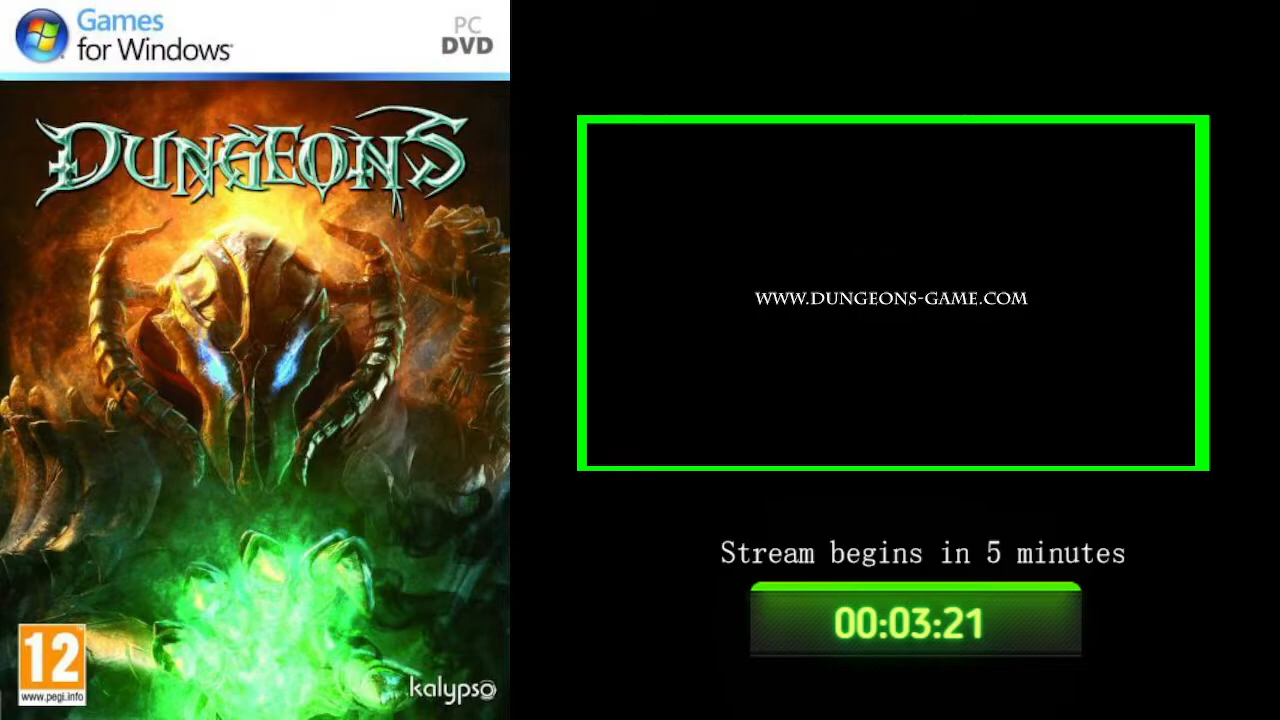 Games
for Windows
PC
DVD
DUNGEONS
12
www.pegi.info
kalypso
WWW.DUNGEONS-GAME.COM
Stream begins in 5 minutes
00:03:21